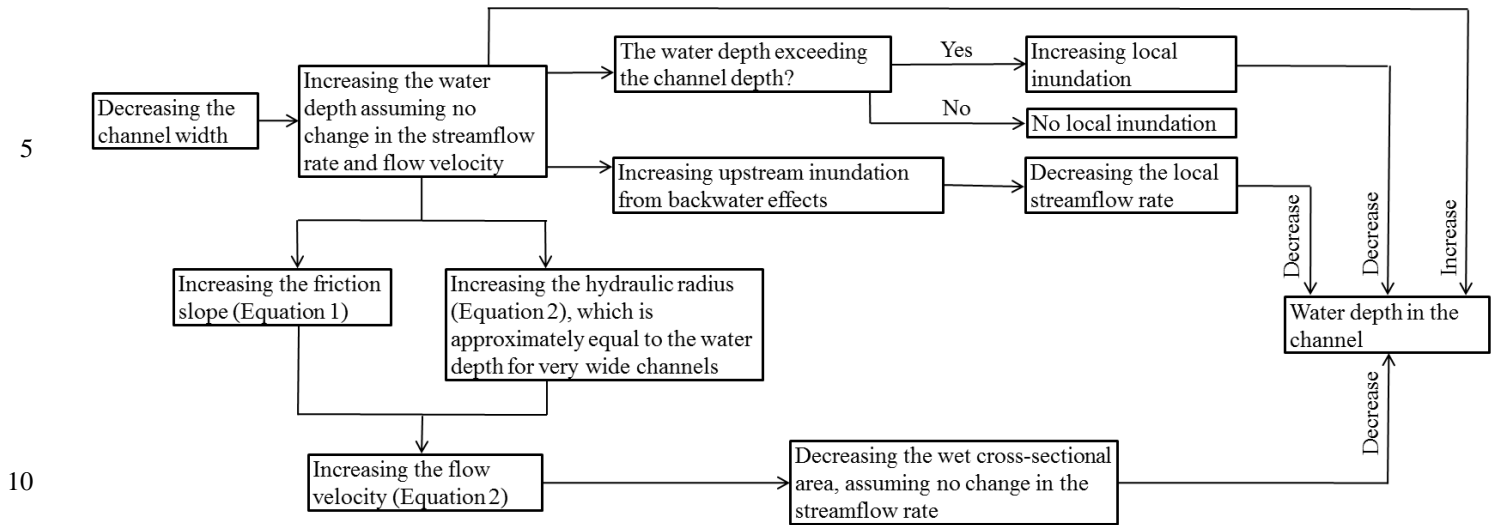 The water depth exceeding
the channel depth?
Yes
Increasing local
inundation
Increasing the water
depth assuming no
change in the streamflow
rate and flow velocity
Decreasing the
channel width
No
No local inundation
5
Increasing upstream inundation
from backwater effects
Decreasing the local
streamflow rate
Decrease
Decrease
Increase
Increasing the friction
slope (Equation 1)
Increasing the hydraulic radius
(Equation 2), which is
approximately equal to the water
depth for very wide channels
Water depth in the
channel
Decrease
10
Increasing the flow
velocity (Equation 2)
Decreasing the wet cross-sectional
area, assuming no change in the
streamflow rate